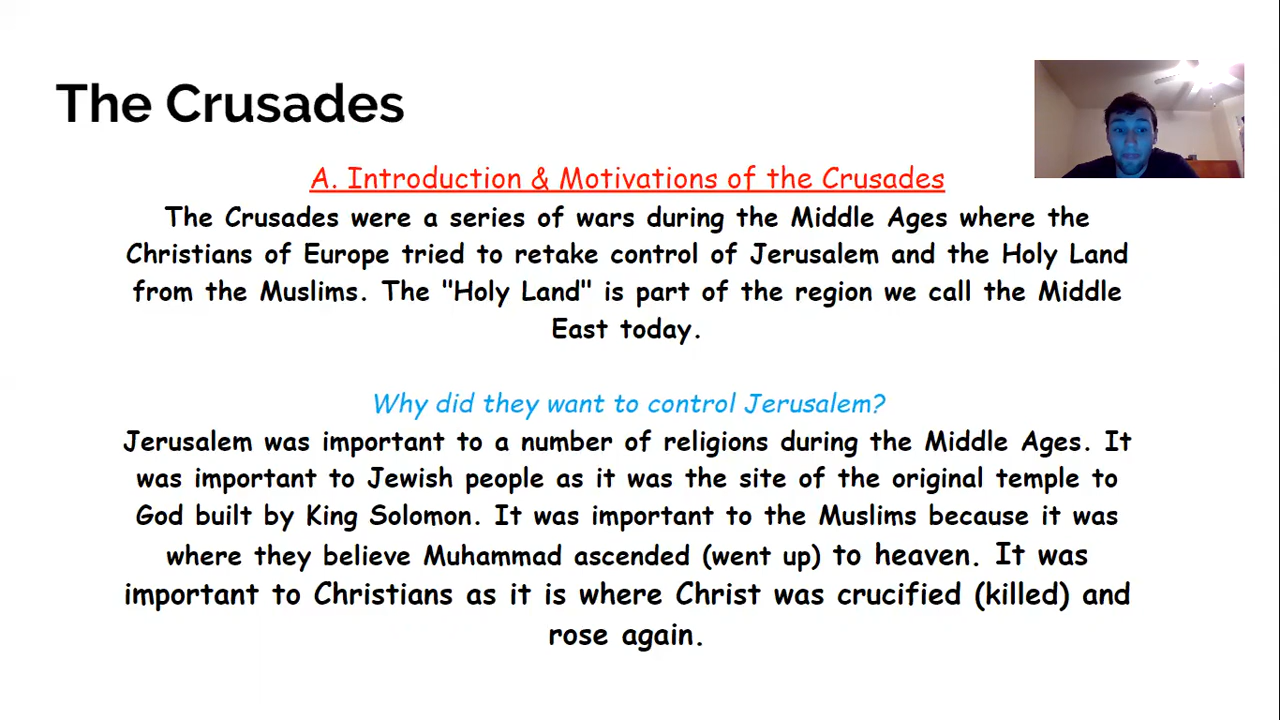 The Crusades
A. Introduction & Motivations of the Crusades
The Crusades were a series of wars during the Middle Ages where the
Christians of Europe tried to retake control of Jerusalem and the Holy Land
from the Muslims. The "Holy Land" is part of the region we call the Middle
East today.
Why did they want to control Jerusalem?
Jerusalem was important to a number of religions during the Middle Ages. It
was important to Jewish people as it was the site of the original temple to
God built by King Solomon. It was important to the Muslims because it was
where they believe Muhammad ascended (went up) to heaven. It was
important to Christians as it is where Christ was crucified (killed) and
rose again.